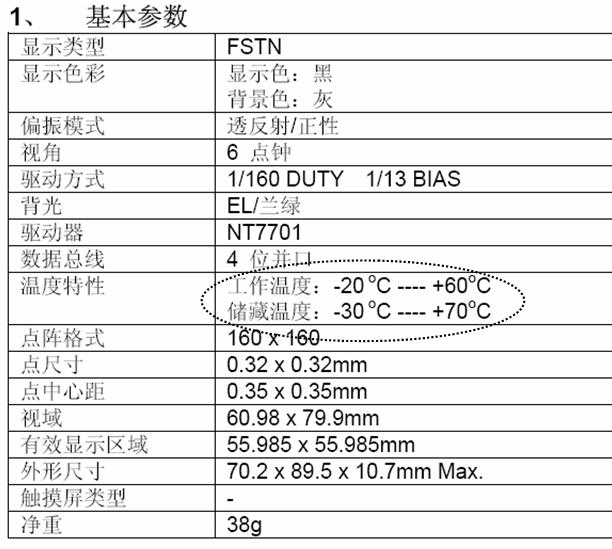 1、 基本参数
显示类型 FSTN
显示色彩 显示色：黑
背景色：灰
偏振模式 透反射/正性
视角 6 点钟
驱动方式 1/160 DUTY 1/13 BIAS
背光 EL/兰绿
驱动器 NT7701
数据总线 4 位并口
温度特性 工作温度：-20°C ---- +60°C
储藏温度：-30°C ---- +70°C
点阵格式 160 x 160
点尺寸 0.32 x 0.32mm
点中心距 0.35 x 0.35mm
视域 60.98 x 79.9mm
有效显示区域 55.985 x 55.985mm
外形尺寸 70.2 x 89.5 x 10.7mm Max.
触摸屏类型 -
净重 38g